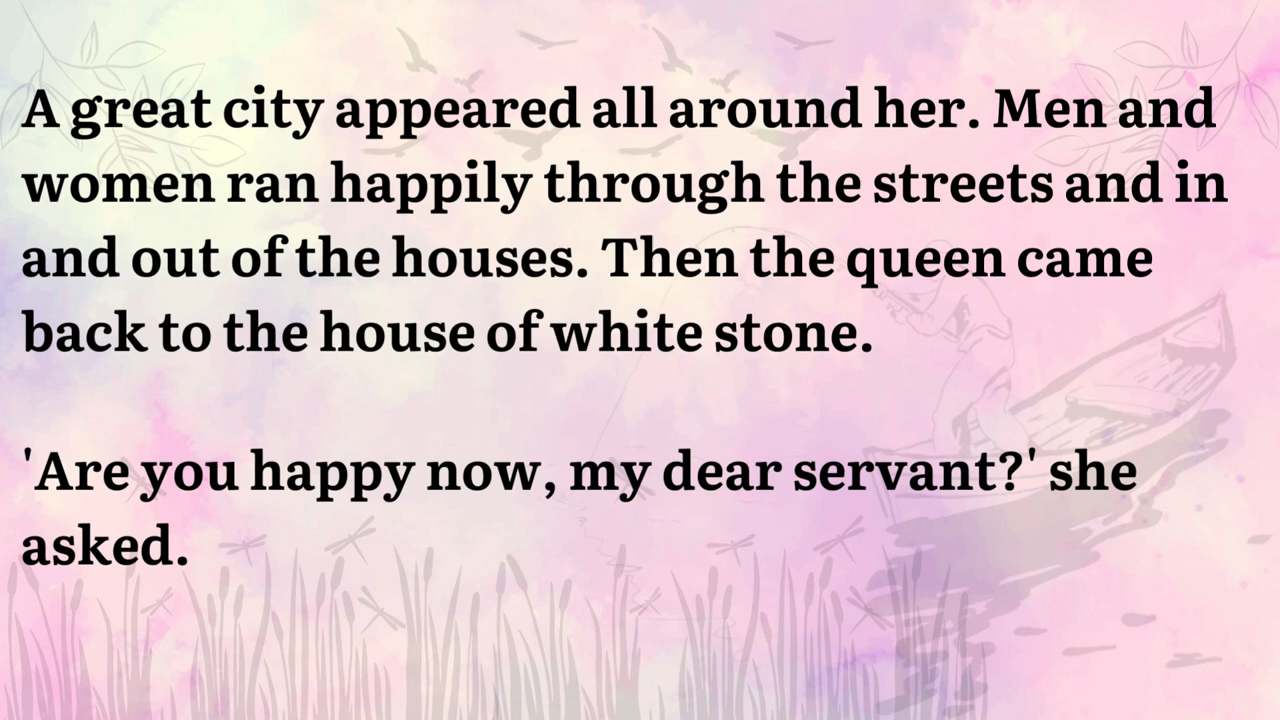 A great city appeared all around her. Men and
women ran happily through the streets and in
and out of the houses. Then the queen came
back to the house of white stone.
'Are you happy now, my dear servant?' she
asked.